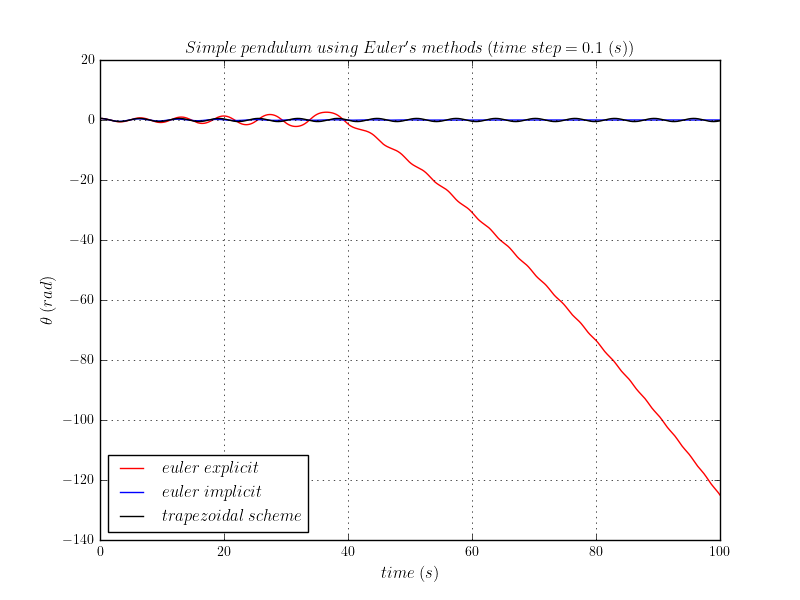 Simple pendulum using Euler's methods (time step = 0.1 (s))
20
0
−20
−40
−60
−80
−100
−120
−140
θ (rad)
euler explicit
euler implicit
trapezoidal scheme
0 20 40 60 80 100
time (s)